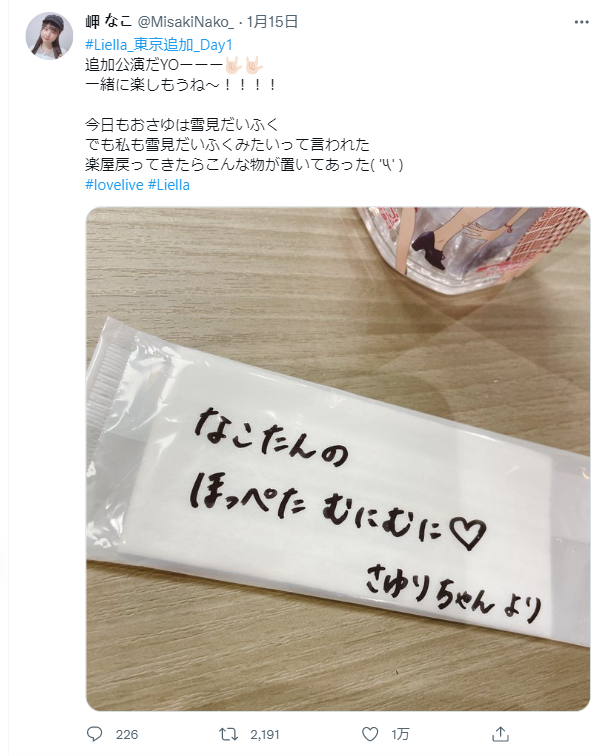 岬 なこ @MisakiNako_ · 1月15日
#Liella_東京追加_Day1
追加公演だYOーーー🤟🏻🤟🏻
一緒に楽しもうね〜！！！！
今日もおさゆは雪見だいふく
でも私も雪見だいふくみたいって言われた
楽屋戻ってきたらこんな物が置いてあった( '༥' )
#lovelive #Liella
なこたんの
ほっぺた むにむに♡
さゆりちゃん より
226 2,191 1万